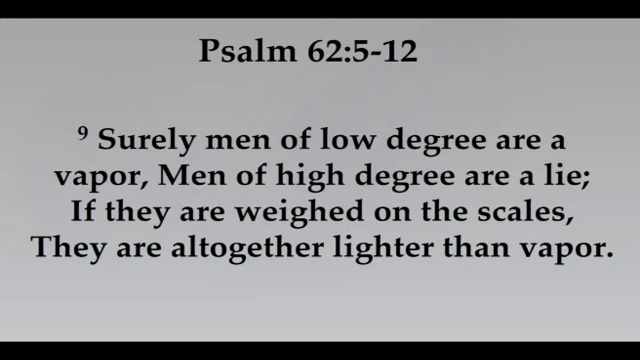 Psalm 62:5-12
⁹ Surely men of low degree are a
vapor, Men of high degree are a lie;
If they are weighed on the scales,
They are altogether lighter than vapor.